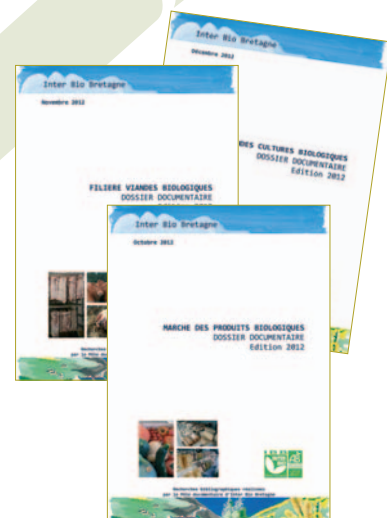 Inter Bio Bretagne
Décembre 2012
DES CULTURES BIOLOGIQUES
DOSSIER DOCUMENTAIRE
Edition 2012
Inter Bio Bretagne
Novembre 2012
FILIERE VIANDES BIOLOGIQUES
DOSSIER DOCUMENTAIRE
Inter Bio Bretagne
Octobre 2012
MARCHE DES PRODUITS BIOLOGIQUES
DOSSIER DOCUMENTAIRE
Edition 2012
AB
Recherches bibliographiques réalisées
par le Pôle documentaire d'Inter Bio Bretagne